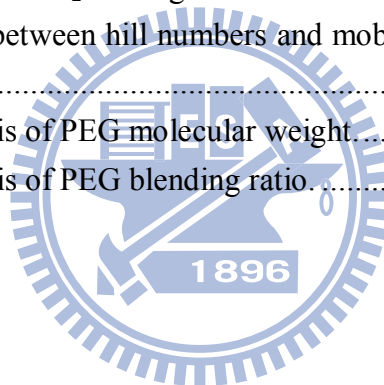 between hill numbers and mob
is of PEG molecular weight....
is of PEG blending ratio. ........
E S A
1896